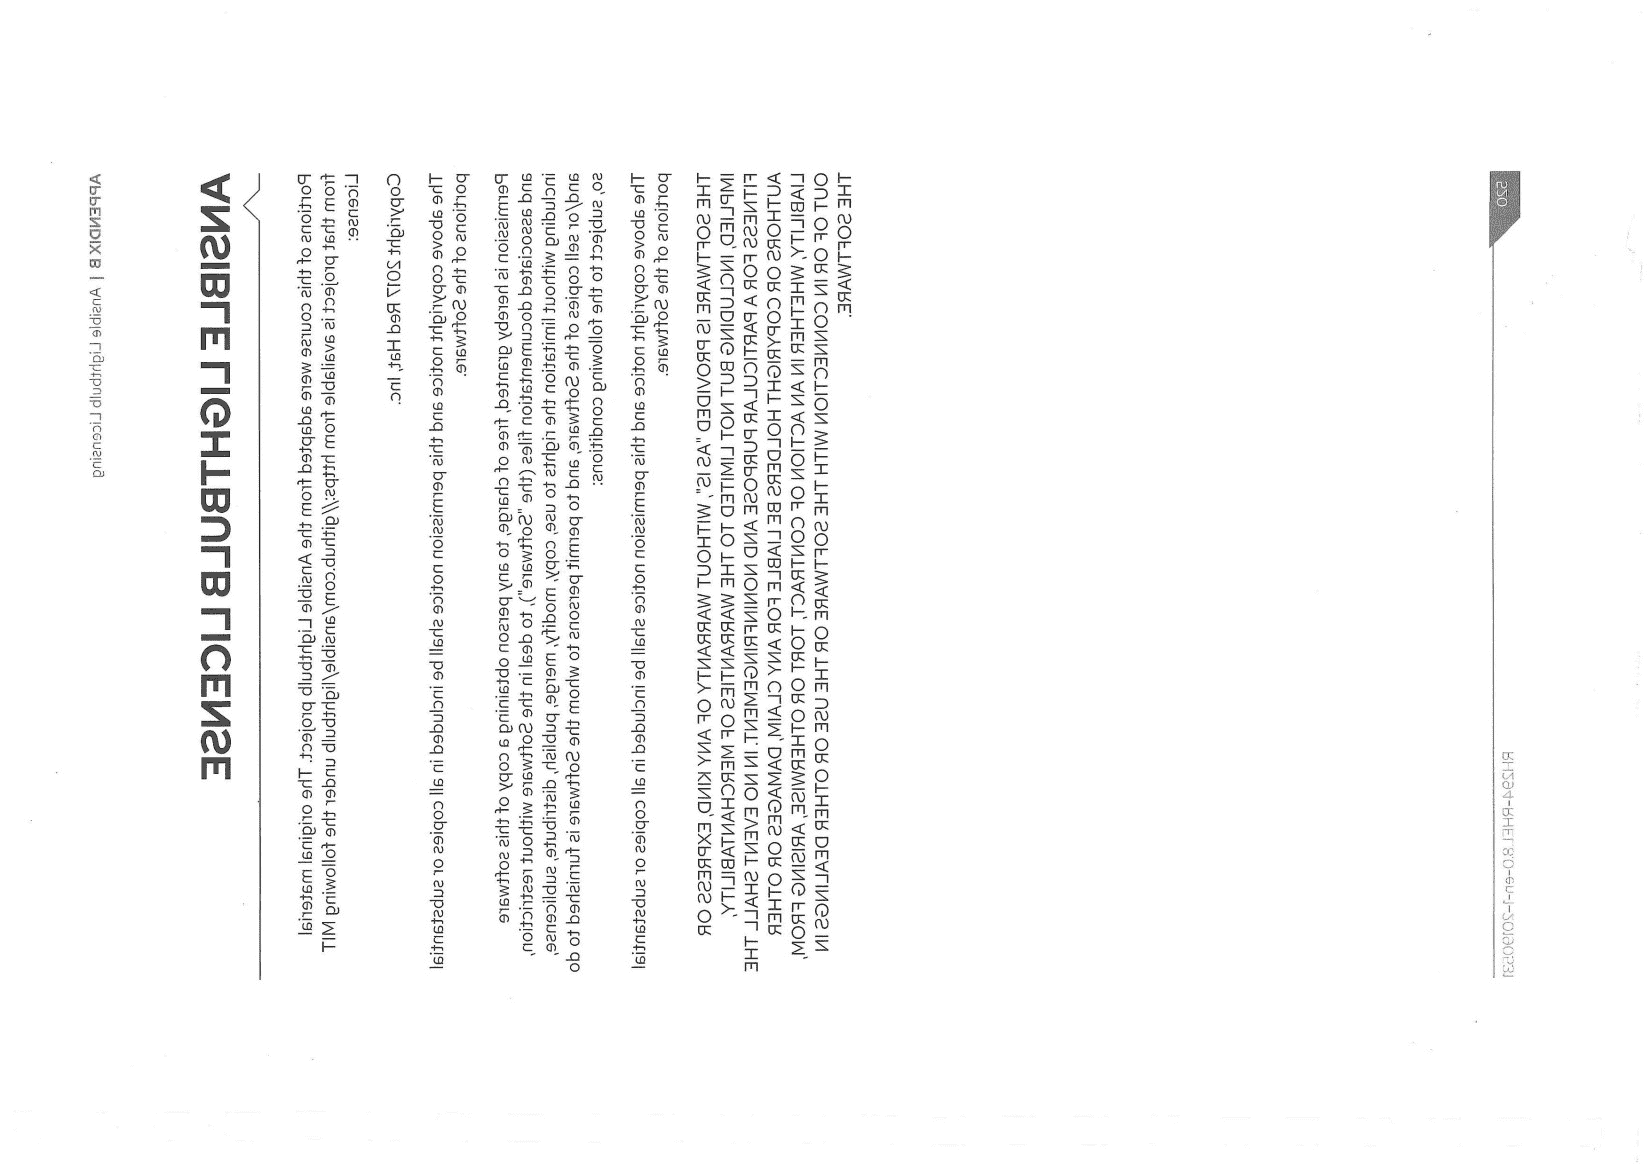 APPENDIX B | Ansible Lightbulb Licensing
ANSIBLE LIGHTBULB LICENSE
Portions of this course were adapted from the Ansible Lightbulb project. The original material
from that project is available from https://github.com/ansible/lightbulb under the following MIT
License:
Copyright 2017 Red Hat, Inc.
The above copyright notice and this permission notice shall be included in all copies or substantial
portions of the Software.
Permission is hereby granted, free of charge, to any person obtaining a copy of this software
and associated documentation files (the "Software"), to deal in the Software without restriction,
including without limitation the rights to use, copy, modify, merge, publish, distribute, sublicense,
and/or sell copies of the Software, and to permit persons to whom the Software is furnished to do
so, subject to the following conditions:
The above copyright notice and this permission notice shall be included in all copies or substantial
portions of the Software.
THE SOFTWARE IS PROVIDED "AS IS", WITHOUT WARRANTY OF ANY KIND, EXPRESS OR
IMPLIED, INCLUDING BUT NOT LIMITED TO THE WARRANTIES OF MERCHANTABILITY,
FITNESS FOR A PARTICULAR PURPOSE AND NONINFRINGEMENT. IN NO EVENT SHALL THE
AUTHORS OR COPYRIGHT HOLDERS BE LIABLE FOR ANY CLAIM, DAMAGES OR OTHER
LIABILITY, WHETHER IN AN ACTION OF CONTRACT, TORT OR OTHERWISE, ARISING FROM,
OUT OF OR IN CONNECTION WITH THE SOFTWARE OR THE USE OR OTHER DEALINGS IN
THE SOFTWARE.
520
RH294-RHEL8.0-en-1-20190531